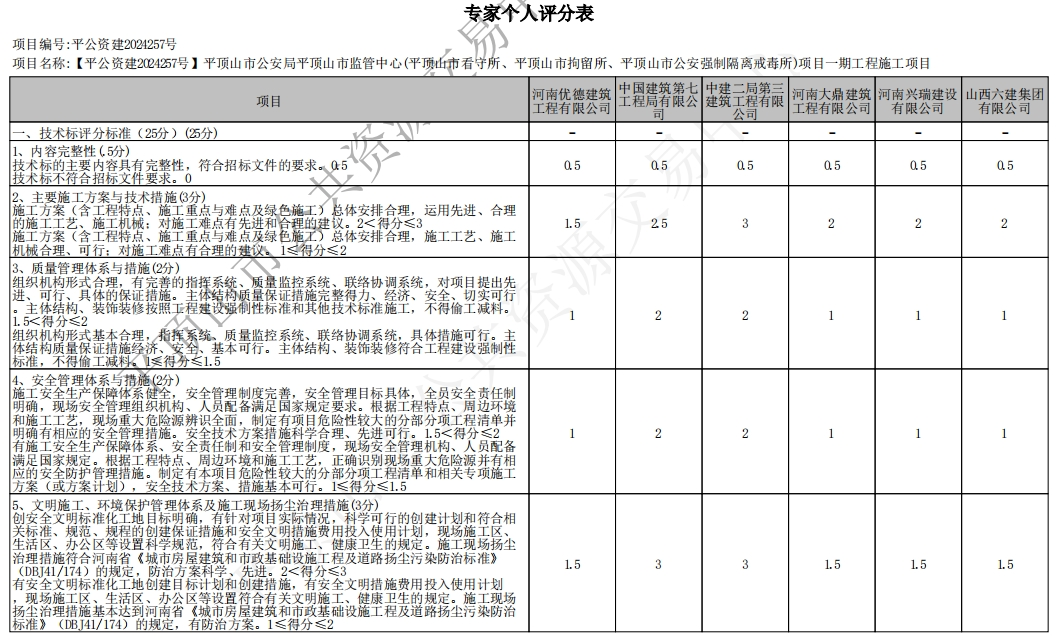 专家个人评分表
项目编号:平公资建2024257号
项目名称:【平公资建2024257号】平顶山市公安局平顶山市监管中心(平顶山市看守所、平顶山市拘留所、平顶山市公安强制隔离戒毒所)项目一期工程施工项目
项目
河南优德建筑
工程有限公司
中国建筑第七
工程局有限公
司
中建二局第三
建筑工程有限
公司
河南大鼎建筑
工程有限公司
河南兴瑞建设
有限公司
山西六建集团
有限公司
一、技术标评分标准（25分）(25分)
- - - - - -
1、内容完整性(.5分)
技术标的主要内容具有完整性，符合招标文件的要求。0.5
技术标不符合招标文件要求。0
0.5 0.5 0.5 0.5 0.5 0.5
2、主要施工方案与技术措施(3分)
施工方案（含工程特点、施工重点与难点及绿色施工）总体安排合理，运用先进、合理
的施工工艺、施工机械；对施工难点有先进和合理的建议。2＜得分≤3
施工方案（含工程特点、施工重点与难点及绿色施工）总体安排合理，施工工艺、施工
机械合理、可行；对施工难点有合理的建议。1≤得分≤2
1.5 2.5 3 2 2 2
3、质量管理体系与措施(2分)
组织机构形式合理，有完善的指挥系统、质量监控系统、联络协调系统，对项目提出先
进、可行、具体的保证措施。主体结构质量保证措施完整得力、经济、安全、切实可行
。主体结构、装饰装修按照工程建设强制性标准和其他技术标准施工，不得偷工减料。
1.5＜得分≤2
组织机构形式基本合理，指挥系统、质量监控系统、联络协调系统，具体措施可行。主
体结构质量保证措施经济、安全、基本可行。主体结构、装饰装修符合工程建设强制性
标准，不得偷工减料。1≤得分≤1.5
1 2 2 1 1 1
4、安全管理体系与措施(2分)
施工安全生产保障体系健全，安全管理制度完善，安全管理目标具体，全员安全责任制
明确，现场安全管理组织机构、人员配备满足国家规定要求。根据工程特点、周边环境
和施工工艺，现场重大危险源辨识全面，制定有项目危险性较大的分部分项工程清单并
明确有相应的安全管理措施。安全技术方案措施科学合理、先进可行。1.5＜得分≤2
有施工安全生产保障体系、安全责任制和安全管理制度，现场安全管理机构、人员配备
满足国家规定。根据工程特点、周边环境和施工工艺，正确识别现场重大危险源并有相
应的安全防护管理措施。制定有本项目危险性较大的分部分项工程清单和相关专项施工
方案（或方案计划），安全技术方案、措施基本可行。1≤得分≤1.5
1 2 2 1 1 1
5、文明施工、环境保护管理体系及施工现场扬尘治理措施(3分)
创安全文明标准化工地目标明确，有针对项目实际情况，科学可行的创建计划和符合相
关标准、规范、规程的创建保证措施和安全文明措施费用投入使用计划，现场施工区、
生活区、办公区等设置科学规范，符合有关文明施工、健康卫生的规定。施工现场扬尘
治理措施符合河南省《城市房屋建筑和市政基础设施工程及道路扬尘污染防治标准》
（DBJ41/174）的规定，防治方案科学、先进。2＜得分≤3
有安全文明标准化工地创建目标计划和创建措施，有安全文明措施费用投入使用计划
，现场施工区、生活区、办公区等设置符合有关文明施工、健康卫生的规定。施工现场
扬尘治理措施基本达到河南省《城市房屋建筑和市政基础设施工程及道路扬尘污染防治
标准》（DBJ41/174）的规定，有防治方案。1≤得分≤2
1.5 3 3 1.5 1.5 1.5